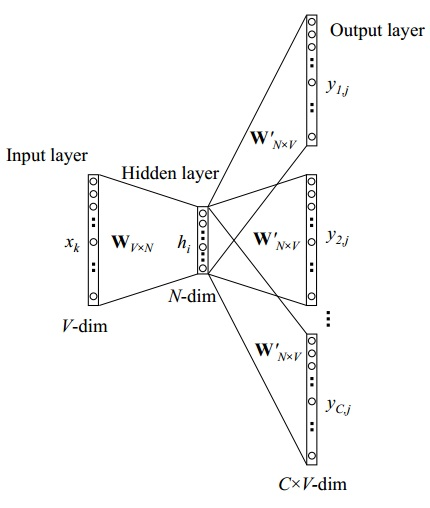 Output layer
y1,j
W'N×V
Input layer
Hidden layer
xk
WV×N
hi
W'N×V
y2,j
N-dim
V-dim
W'N×V
yC,j
C×V-dim